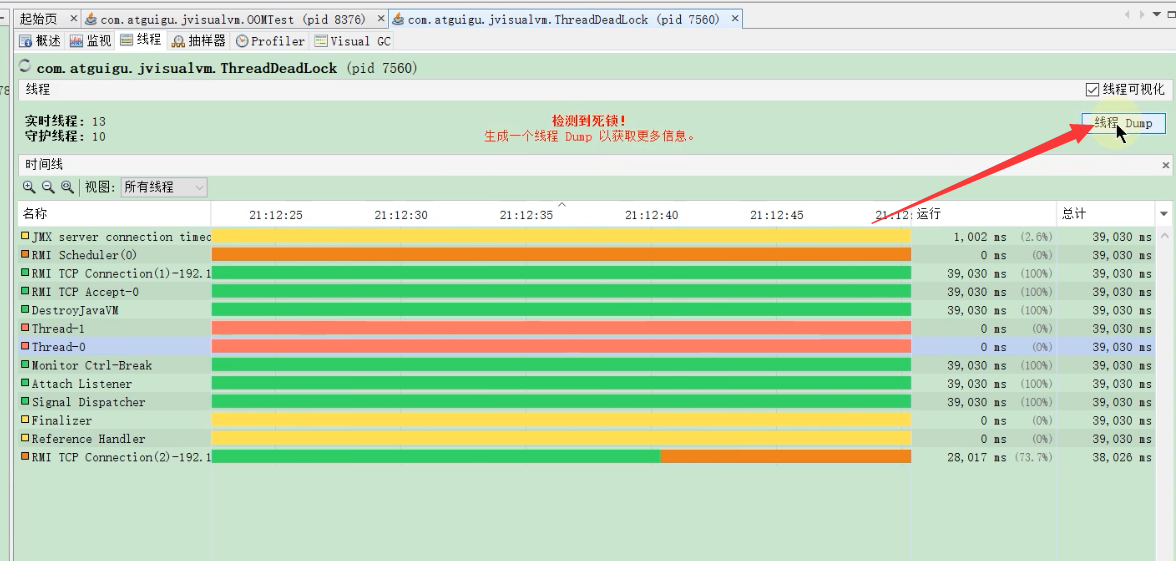 起始页 × com.atguigu.jvisualvm.OOMTest (pid 8376) × com.atguigu.jvisualvm.ThreadDeadLock (pid 7560) ×
概述 监视 线程 抽样器 Profiler Visual GC
com.atguigu.jvisualvm.ThreadDeadLock (pid 7560)
78
线程 线程可视化
实时线程: 13 检测到死锁!
守护线程: 10 生成一个线程 Dump 以获取更多信息。
线程 Dump
时间线 ×
视图: 所有线程
名称 21:12:25 21:12:30 21:12:35 21:12:40 21:12:45 21:12: 运行 总计
JMX server connection timeo 1,002 ms (2.6%) 39,030 ms
RMI Scheduler(0) 0 ms (0%) 39,030 ms
RMI TCP Connection(1)-192.1 39,030 ms (100%) 39,030 ms
RMI TCP Accept-0 39,030 ms (100%) 39,030 ms
DestroyJavaVM 39,030 ms (100%) 39,030 ms
Thread-1 0 ms (0%) 39,030 ms
Thread-0 0 ms (0%) 39,030 ms
Monitor Ctrl-Break 39,030 ms (100%) 39,030 ms
Attach Listener 39,030 ms (100%) 39,030 ms
Signal Dispatcher 39,030 ms (100%) 39,030 ms
Finalizer 0 ms (0%) 39,030 ms
Reference Handler 0 ms (0%) 39,030 ms
RMI TCP Connection(2)-192.1 28,017 ms (73.7%) 38,026 ms